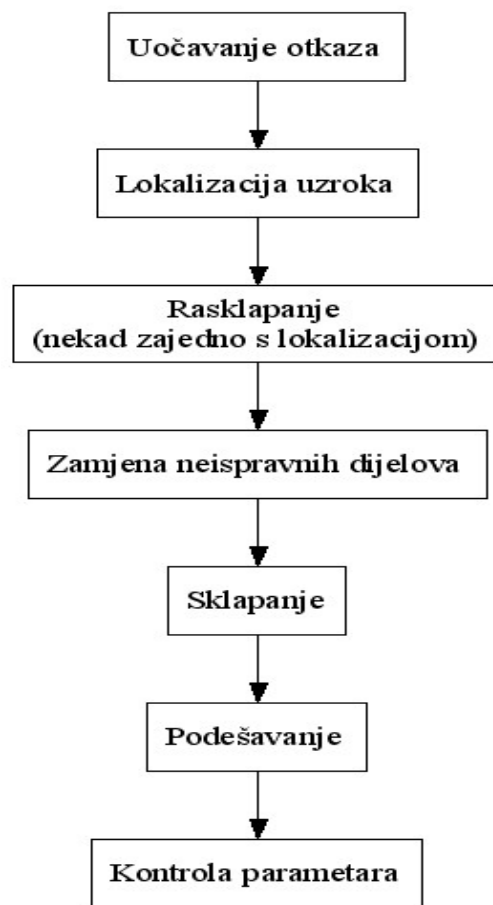 Uočavanje otkaza
Lokalizacija uzroka
Rasklapanje
(nekad zajedno s lokalizacijom)
Zamjena neispravnih dijelova
Sklapanje
Podešavanje
Kontrola parametara